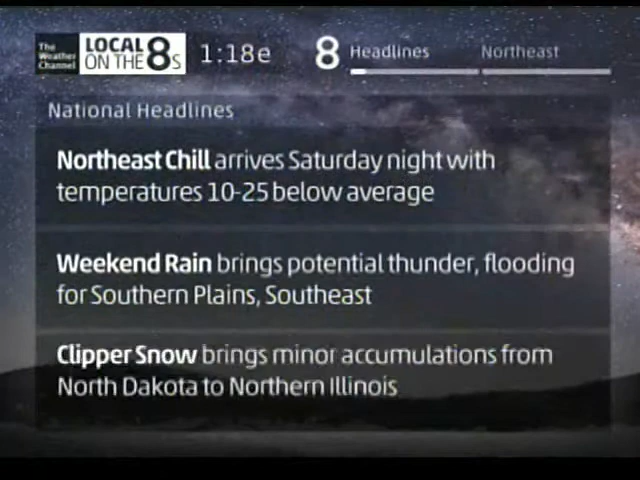 The
Weather
Channel
LOCAL
ON THE 8s
1:18e
8 Headlines Northeast
National Headlines
Northeast Chill arrives Saturday night with
temperatures 10-25 below average
Weekend Rain brings potential thunder, flooding
for Southern Plains, Southeast
Clipper Snow brings minor accumulations from
North Dakota to Northern Illinois